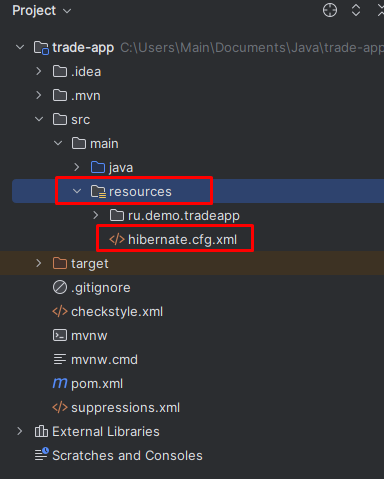 Project
trade-app C:\Users\Main\Documents\Java\trade-app
.idea
.mvn
src
main
java
resources
ru.demo.tradeapp
hibernate.cfg.xml
target
.gitignore
checkstyle.xml
mvnw
mvnw.cmd
pom.xml
suppressions.xml
External Libraries
Scratches and Consoles